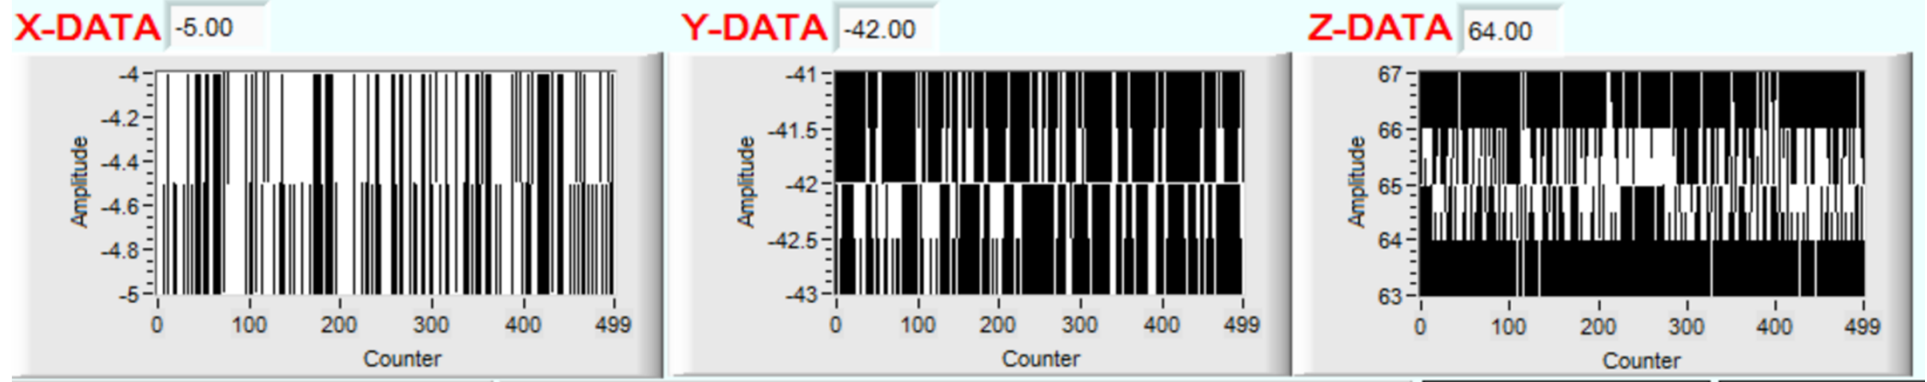 X-DATA -5.00
-4
-4.2
-4.4
-4.6
-4.8
-5
Amplitude
0 100 200 300 400 499
Counter
Y-DATA -42.00
-41
-41.5
-42
-42.5
-43
Amplitude
0 100 200 300 400 499
Counter
Z-DATA 64.00
67
66
65
64
63
Amplitude
0 100 200 300 400 499
Counter